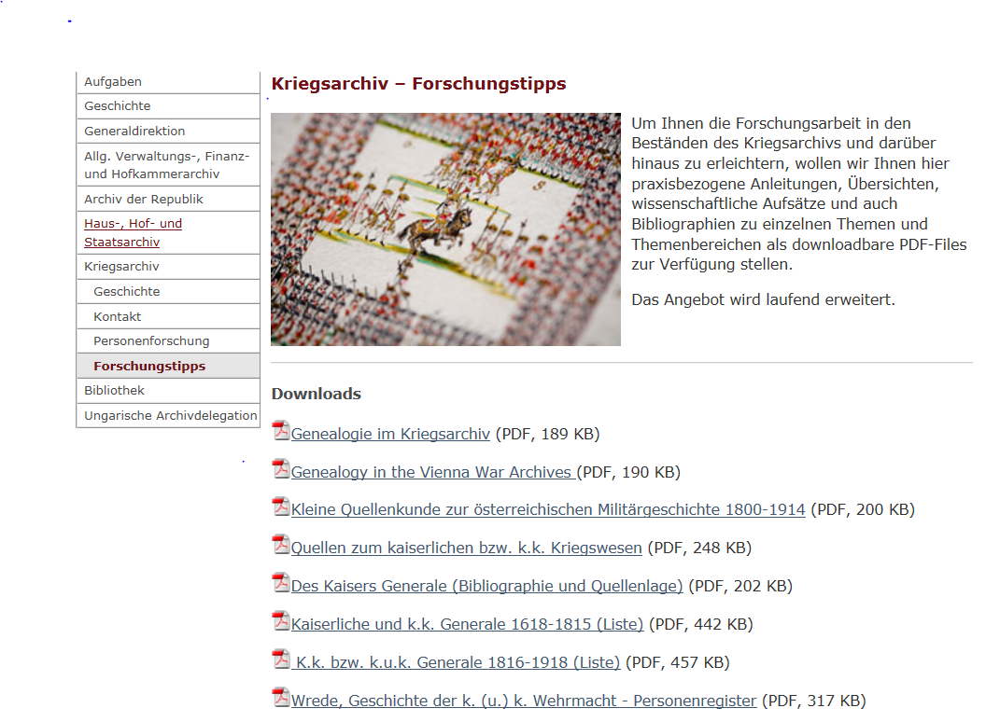 Aufgaben
Geschichte
Generaldirektion
Allg. Verwaltungs-, Finanz-
und Hofkammerarchiv
Archiv der Republik
Haus-, Hof- und
Staatsarchiv
Kriegsarchiv
Geschichte
Kontakt
Personenforschung
Forschungstipps
Bibliothek
Ungarische Archivdelegation
Kriegsarchiv – Forschungstipps
Um Ihnen die Forschungsarbeit in den
Beständen des Kriegsarchivs und darüber
hinaus zu erleichtern, wollen wir Ihnen hier
praxisbezogene Anleitungen, Übersichten,
wissenschaftliche Aufsätze und auch
Bibliographien zu einzelnen Themen und
Themenbereichen als downloadbare PDF-Files
zur Verfügung stellen.
Das Angebot wird laufend erweitert.
Downloads
Genealogie im Kriegsarchiv (PDF, 189 KB)
Genealogy in the Vienna War Archives (PDF, 190 KB)
Kleine Quellenkunde zur österreichischen Militärgeschichte 1800-1914 (PDF, 200 KB)
Quellen zum kaiserlichen bzw. k.k. Kriegswesen (PDF, 248 KB)
Des Kaisers Generale (Bibliographie und Quellenlage) (PDF, 202 KB)
Kaiserliche und k.k. Generale 1618-1815 (Liste) (PDF, 442 KB)
K.k. bzw. k.u.k. Generale 1816-1918 (Liste) (PDF, 457 KB)
Wrede, Geschichte der k. (u.) k. Wehrmacht - Personenregister (PDF, 317 KB)